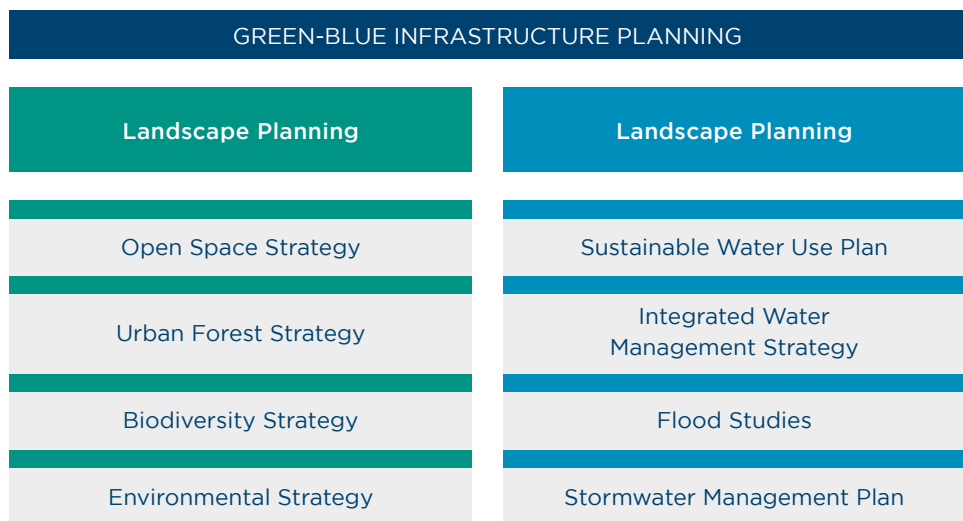 GREEN-BLUE INFRASTRUCTURE PLANNING
Landscape Planning
Open Space Strategy
Urban Forest Strategy
Biodiversity Strategy
Environmental Strategy
Landscape Planning
Sustainable Water Use Plan
Integrated Water
Management Strategy
Flood Studies
Stormwater Management Plan